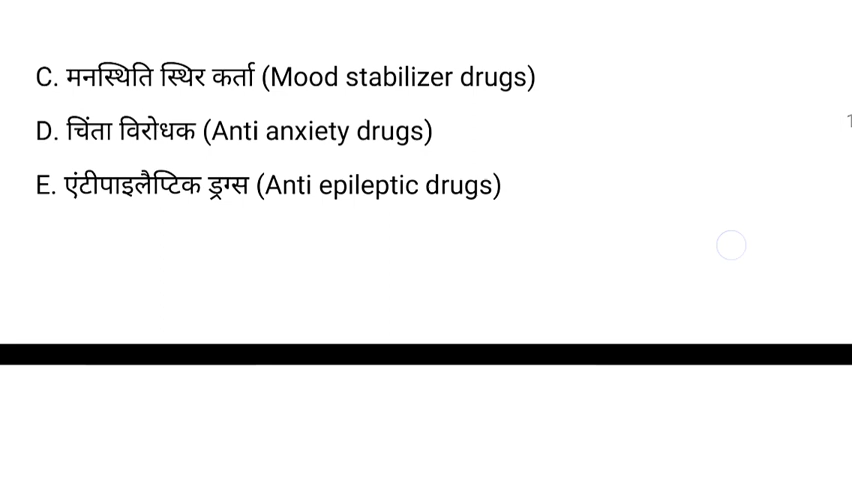 C. मनस्थिति स्थिर कर्ता (Mood stabilizer drugs)
D. चिंता विरोधक (Anti anxiety drugs)
E. एंटीपाइलैप्टिक ड्रग्स (Anti epileptic drugs)